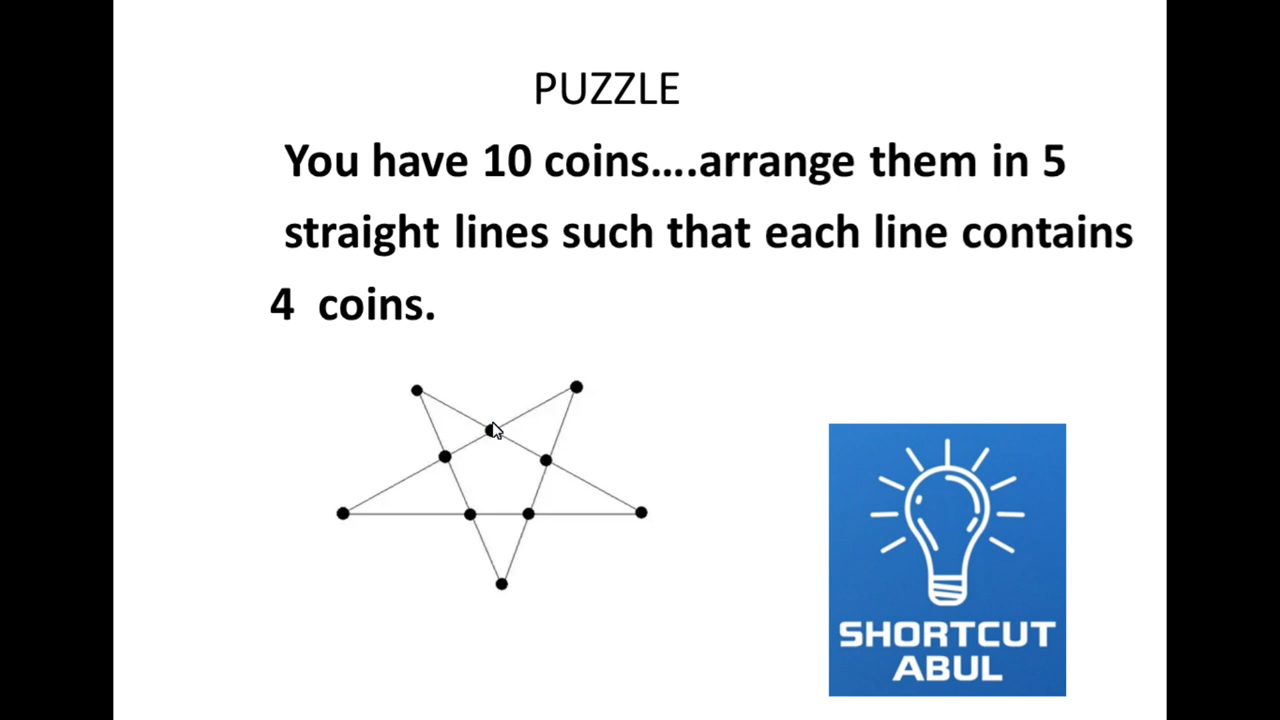 PUZZLE
You have 10 coins....arrange them in 5
straight lines such that each line contains
4 coins.
SHORTCUT
ABUL